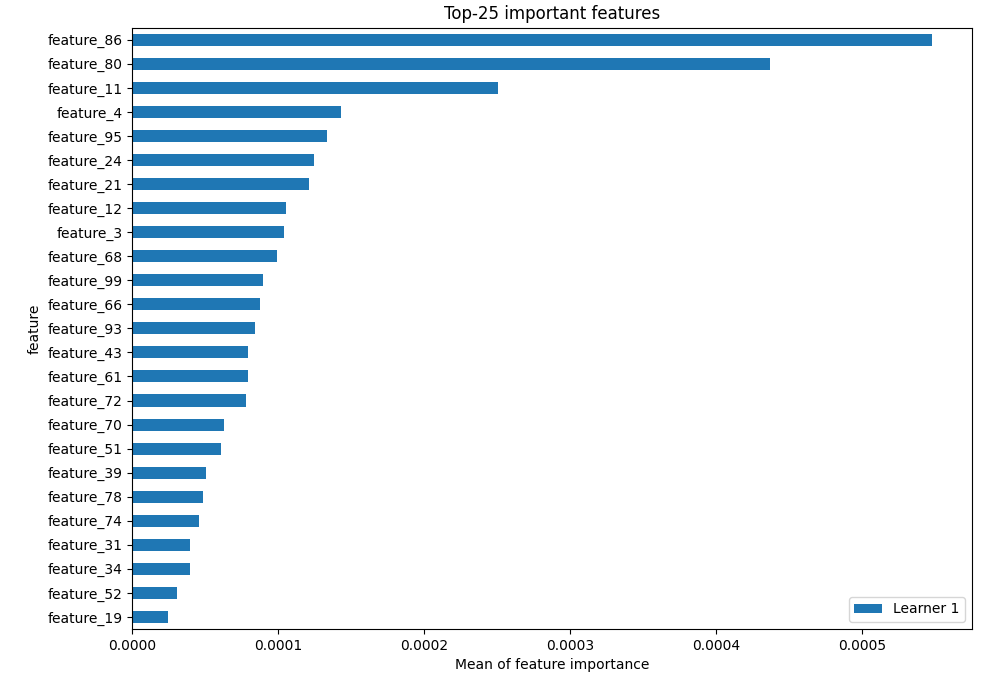 Top-25 important features
feature_86
feature_80
feature_11
feature_4
feature_95
feature_24
feature_21
feature_12
feature_3
feature_68
feature_99
feature_66
feature_93
feature_43
feature_61
feature_72
feature_70
feature_51
feature_39
feature_78
feature_74
feature_31
feature_34
feature_52
feature_19
feature
Learner 1
0.0000 0.0001 0.0002 0.0003 0.0004 0.0005
Mean of feature importance